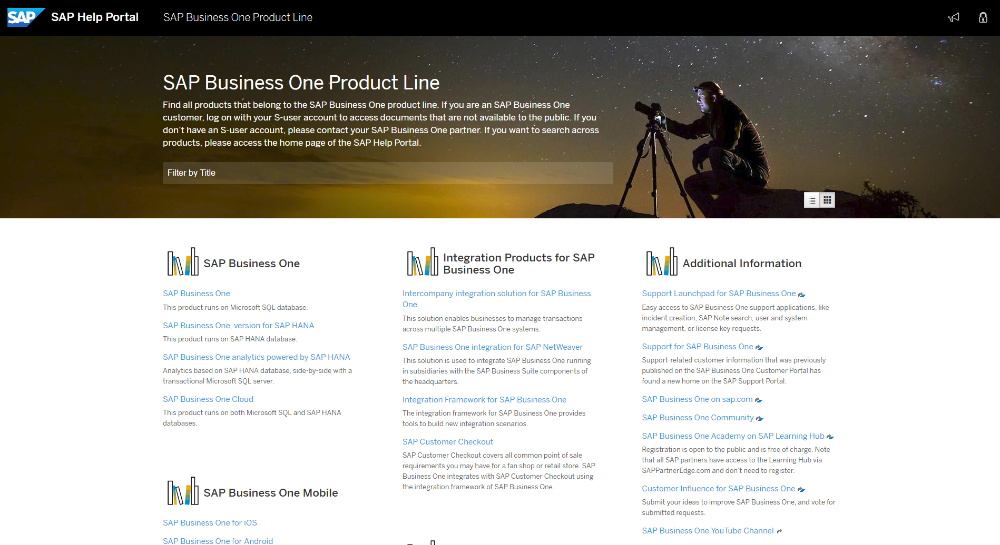 SAP SAP Help Portal SAP Business One Product Line
SAP Business One Product Line
Find all products that belong to the SAP Business One product line. If you are an SAP Business One
customer, log on with your S-user account to access documents that are not available to the public. If you
don't have an S-user account, please contact your SAP Business One partner. If you want to search across
products, please access the home page of the SAP Help Portal.
Filter by Title
SAP Business One
SAP Business One
This product runs on Microsoft SQL database.
SAP Business One, version for SAP HANA
This product runs on SAP HANA database.
SAP Business One analytics powered by SAP HANA
Analytics based on SAP HANA database, side-by-side with a
transactional Microsoft SQL server.
SAP Business One Cloud
This product runs on both Microsoft SQL and SAP HANA
databases.
SAP Business One Mobile
SAP Business One for iOS
SAP Business One for Android
Integration Products for SAP
Business One
Intercompany integration solution for SAP Business
One
This solution enables businesses to manage transactions
across multiple SAP Business One systems.
SAP Business One integration for SAP NetWeaver
This solution is used to integrate SAP Business One running
in subsidiaries with the SAP Business Suite components of
the headquarters.
Integration Framework for SAP Business One
The integration framework for SAP Business One provides
tools to build new integration scenarios.
SAP Customer Checkout
SAP Customer Checkout covers all common point of sale
requirements you may have for a fan shop or retail store. SAP
Business One integrates with SAP Customer Checkout using
the integration framework of SAP Business One.
Additional Information
Support Launchpad for SAP Business One
Easy access to SAP Business One support applications, like
incident creation, SAP Note search, user and system
management, or license key requests.
Support for SAP Business One
Support-related customer information that was previously
published on the SAP Business One Customer Portal has
found a new home on the SAP Support Portal.
SAP Business One on sap.com
SAP Business One Community
SAP Business One Academy on SAP Learning Hub
Registration is open to the public and is free of charge. Note
that all SAP partners have access to the Learning Hub via
SAPPartnerEdge.com and don't need to register.
Customer Influence for SAP Business One
Submit your ideas to improve SAP Business One, and vote for
submitted requests.
SAP Business One YouTube Channel